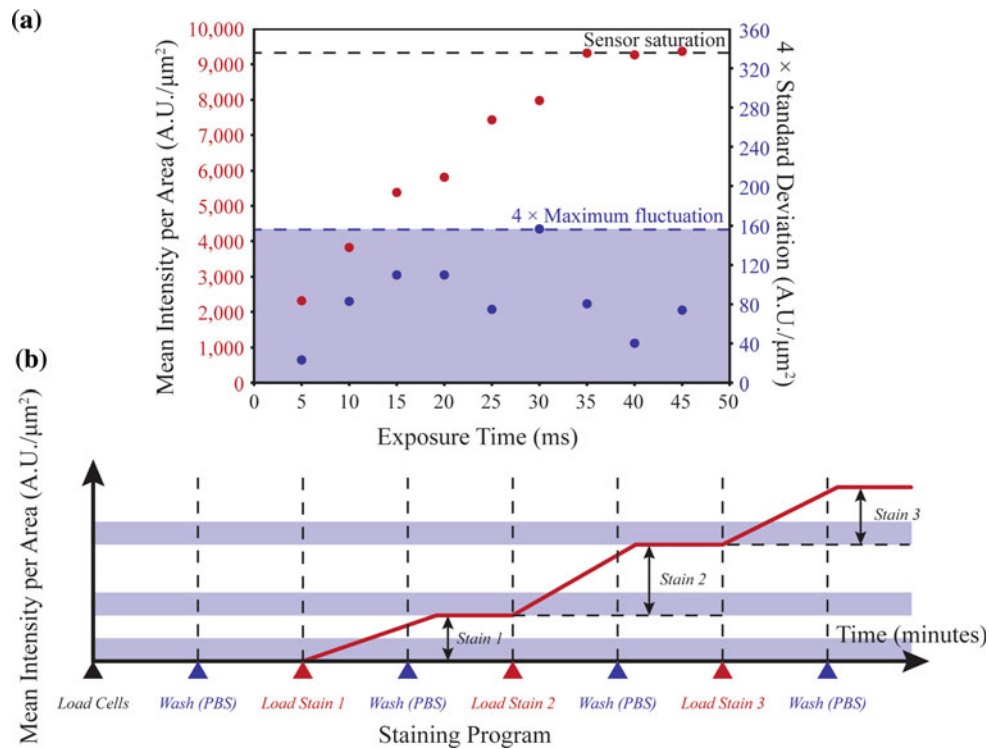 (a)
Mean Intensity per Area (A.U./μm²)
10,000
9,000
8,000
7,000
6,000
5,000
4,000
3,000
2,000
1,000
0
Sensor saturation
4 × Maximum fluctuation
360
320
280
240
200
160
120
80
40
0
4 × Standard Deviation (A.U./μm²)
0 5 10 15 20 25 30 35 40 45 50
Exposure Time (ms)
(b)
Mean Intensity per Area (A.U./μm²)
Stain 1
Stain 2
Stain 3
Time (minutes)
Load Cells Wash (PBS) Load Stain 1 Wash (PBS) Load Stain 2 Wash (PBS) Load Stain 3 Wash (PBS)
Staining Program